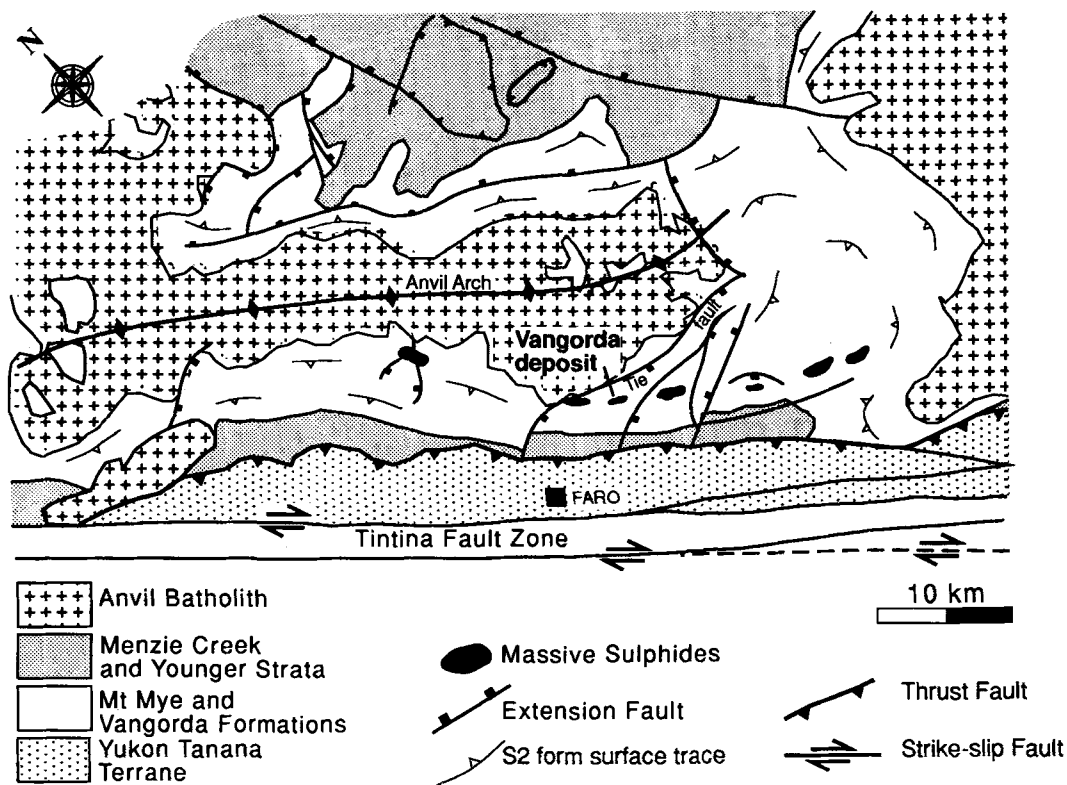 N
Anvil Arch
Vangorda
deposit
Tie
fault
FARO
Tintina Fault Zone
10 km
Anvil Batholith
Menzie Creek
and Younger Strata
Mt Mye and
Vangorda Formations
Yukon Tanana
Terrane
Massive Sulphides
Extension Fault
S2 form surface trace
Thrust Fault
Strike-slip Fault